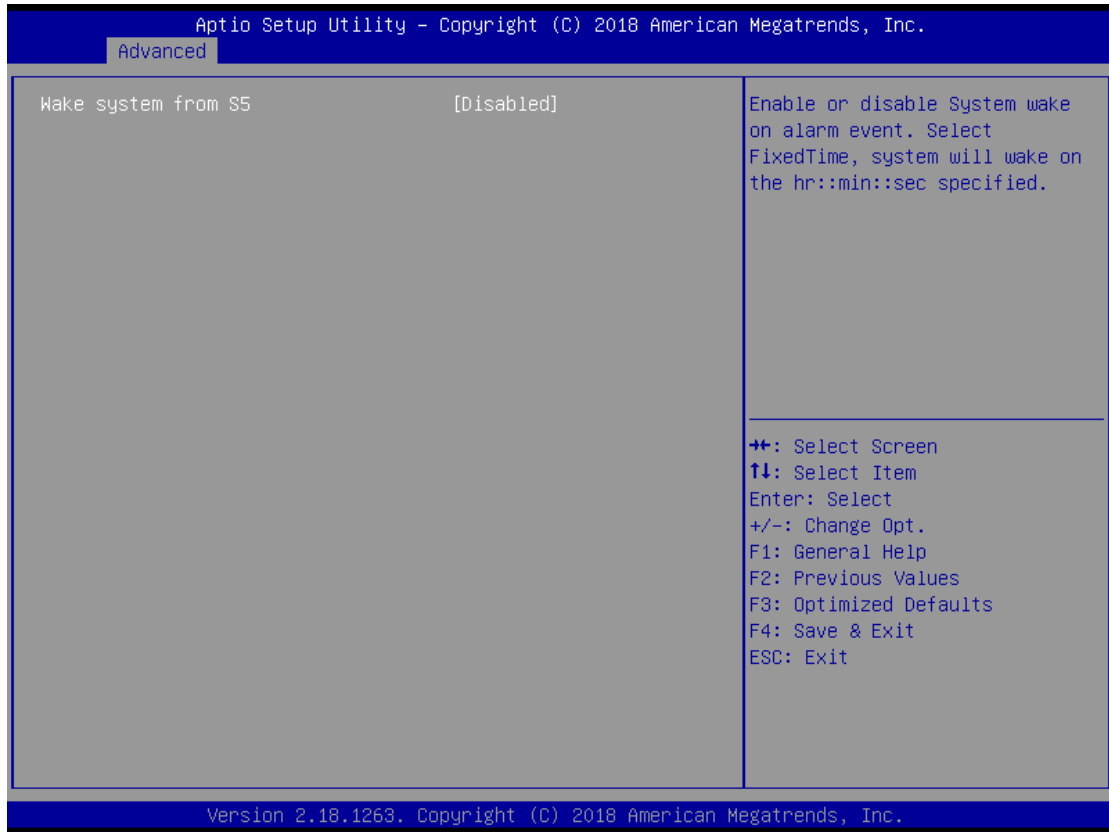 Aptio Setup Utility – Copyright (C) 2018 American Megatrends, Inc.
Advanced
Wake system from S5 [Disabled]
Enable or disable System wake
on alarm event. Select
FixedTime, system will wake on
the hr::min::sec specified.
→←: Select Screen
↑↓: Select Item
Enter: Select
+/-: Change Opt.
F1: General Help
F2: Previous Values
F3: Optimized Defaults
F4: Save & Exit
ESC: Exit
Version 2.18.1263. Copyright (C) 2018 American Megatrends, Inc.